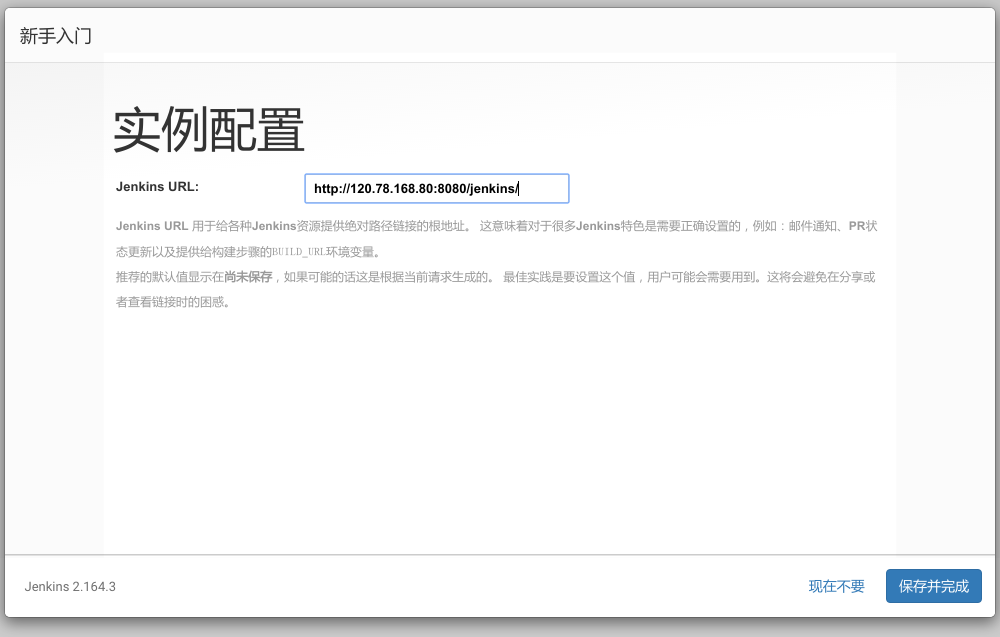 新手入门
实例配置
Jenkins URL: http://120.78.168.80:8080/jenkins/
Jenkins URL 用于给各种Jenkins资源提供绝对路径链接的根地址。 这意味着对于很多Jenkins特色是需要正确设置的，例如：邮件通知、PR状
态更新以及提供给构建步骤的BUILD_URL环境变量。
推荐的默认值显示在尚未保存，如果可能的话这是根据当前请求生成的。 最佳实践是要设置这个值，用户可能会需要用到。这将会避免在分享或
者查看链接时的困惑。
Jenkins 2.164.3 现在不要 保存并完成